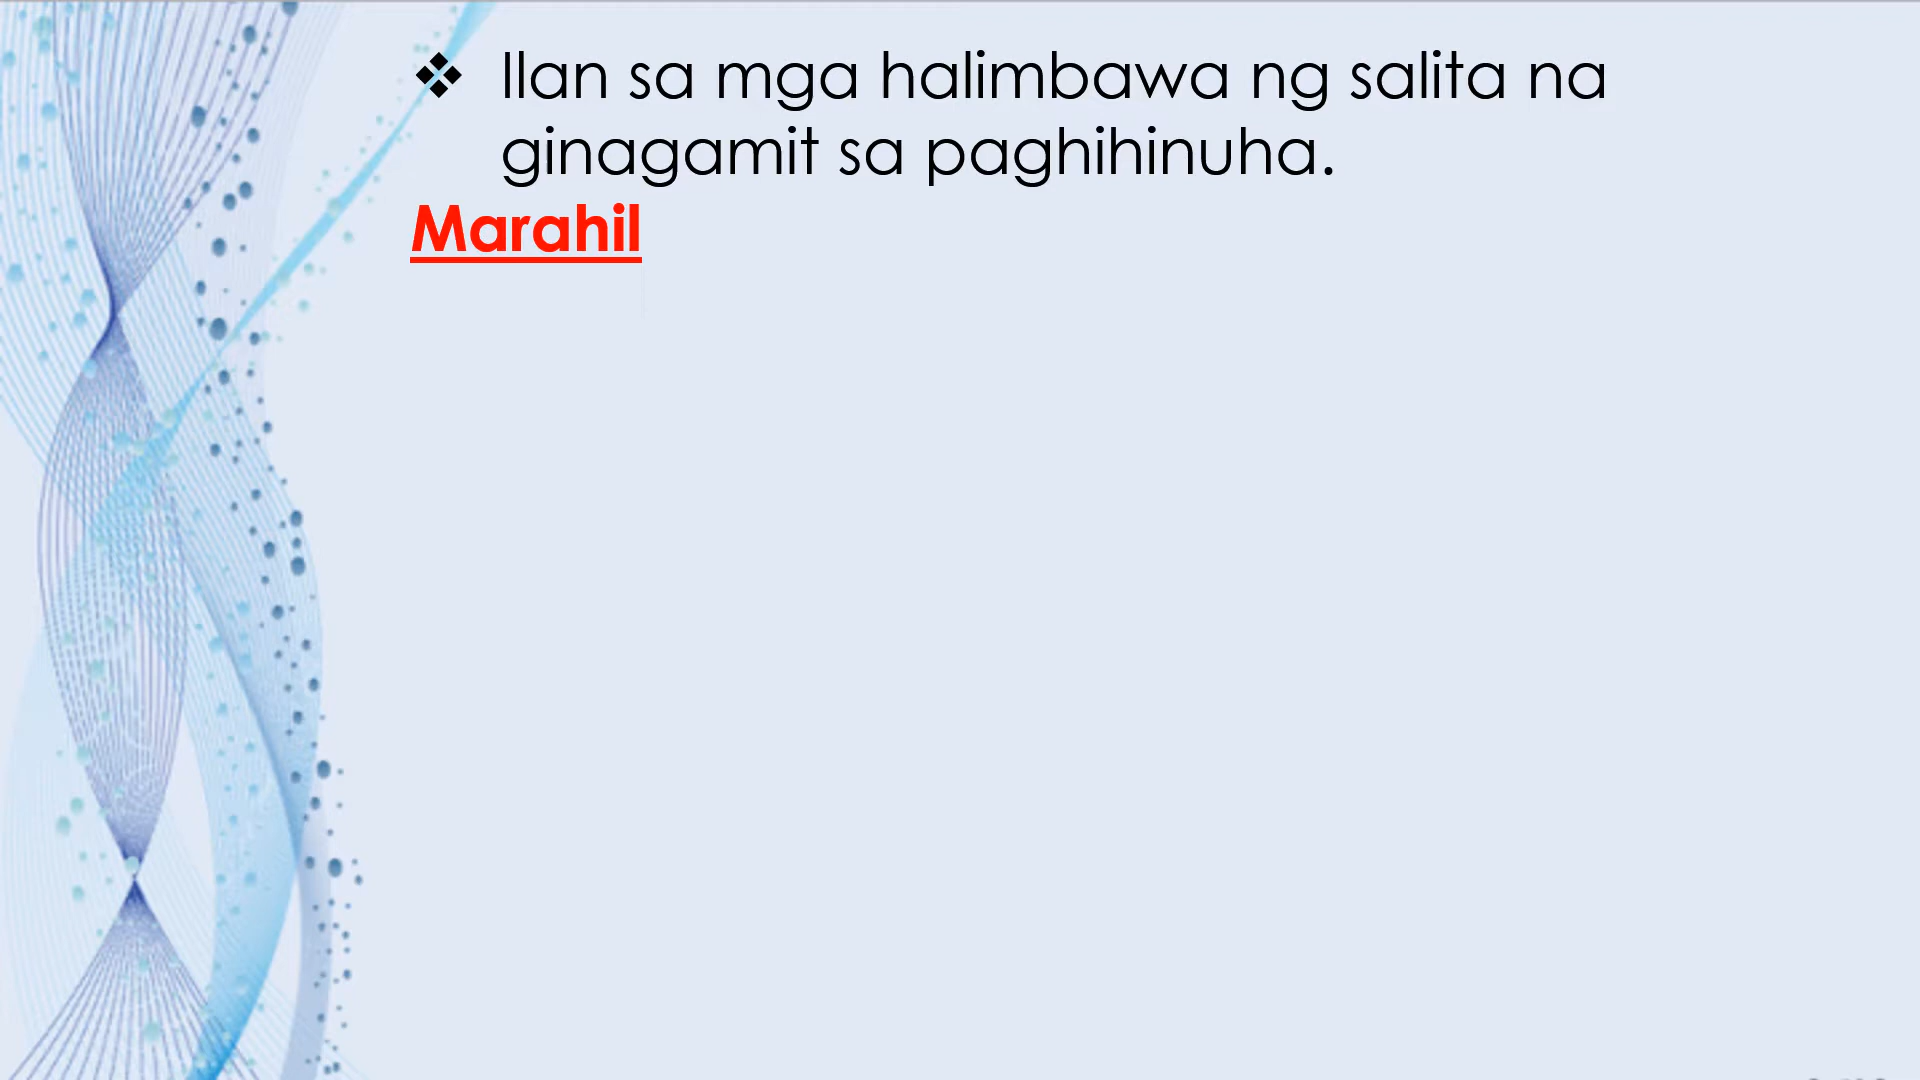 ❖ Ilan sa mga halimbawa ng salita na
ginagamit sa paghihinuha.
Marahil